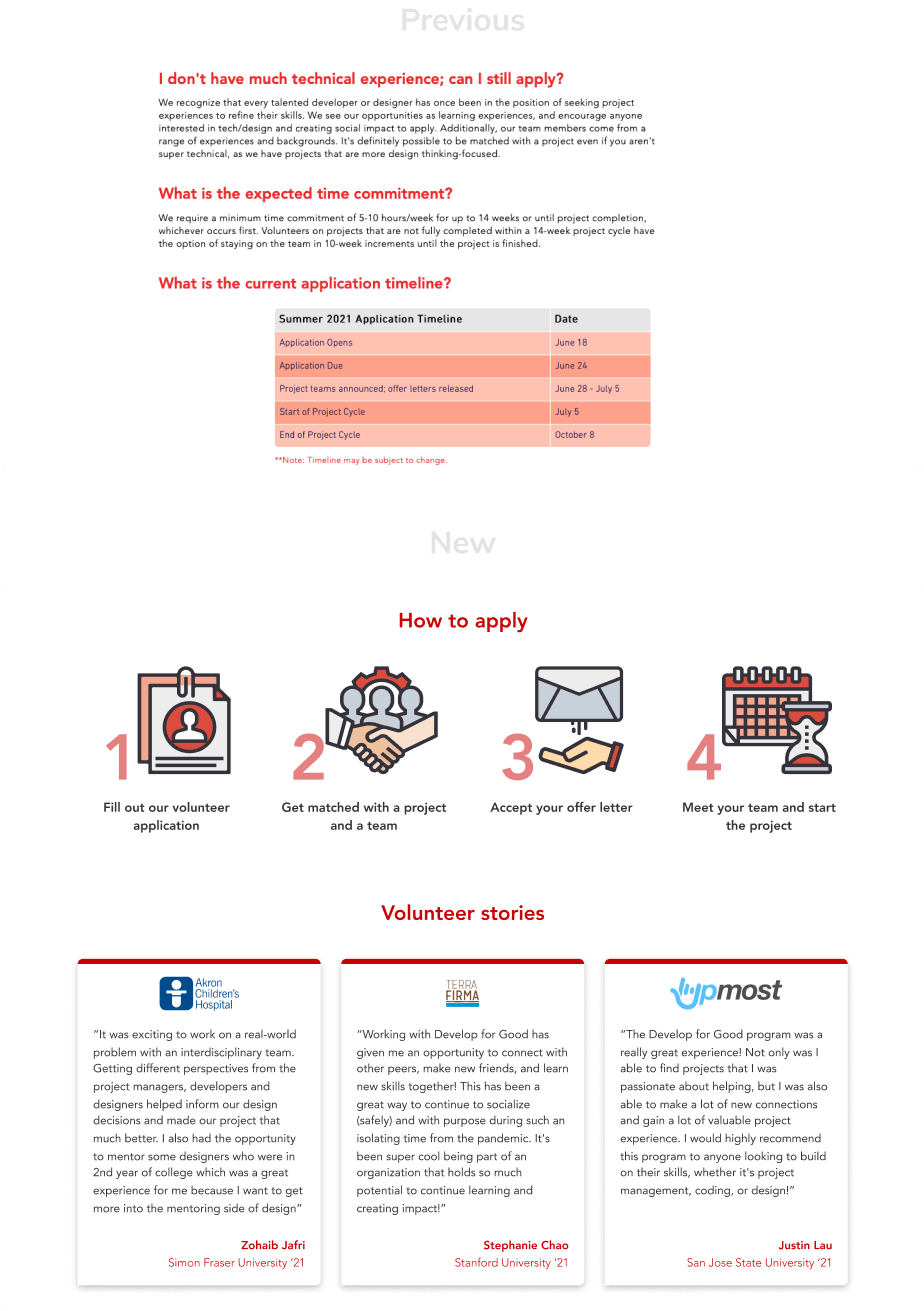 Previous
I don't have much technical experience; can I still apply?
We recognize that every talented developer or designer has once been in the position of seeking project
experiences to refine their skills. We see our opportunities as learning experiences, and encourage anyone
interested in tech/design and creating social impact to apply. Additionally, our team members come from a
range of experiences and backgrounds. It's definitely possible to be matched with a project even if you aren't
super technical, as we have projects that are more design thinking-focused.
What is the expected time commitment?
We require a minimum time commitment of 5-10 hours/week for up to 14 weeks or until project completion,
whichever occurs first. Volunteers on projects that are not fully completed within a 14-week project cycle have
the option of staying on the team in 10-week increments until the project is finished.
What is the current application timeline?
Summer 2021 Application Timeline Date
Application Opens June 18
Application Due June 24
Project teams announced; offer letters released June 28 - July 5
Start of Project Cycle July 5
End of Project Cycle October 8
**Note: Timeline may be subject to change.
New
How to apply
1
Fill out our volunteer
application
2
Get matched with a project
and a team
3
Accept your offer letter
4
Meet your team and start
the project
Volunteer stories
Akron
Children's
Hospital
"It was exciting to work on a real-world
problem with an interdisciplinary team.
Getting different perspectives from the
project managers, developers and
designers helped inform our design
decisions and made our project that
much better. I also had the opportunity
to mentor some designers who were in
2nd year of college which was a great
experience for me because I want to get
more into the mentoring side of design"
Zohaib Jafri
Simon Fraser University '21
TERRA
FIRMA
"Working with Develop for Good has
given me an opportunity to connect with
other peers, make new friends, and learn
new skills together! This has been a
great way to continue to socialize
(safely) and with purpose during such an
isolating time from the pandemic. It's
been super cool being part of an
organization that holds so much
potential to continue learning and
creating impact!"
Stephanie Chao
Stanford University '21
upmost
"The Develop for Good program was a
really great experience! Not only was I
able to find projects that I was
passionate about helping, but I was also
able to make a lot of new connections
and gain a lot of valuable project
experience. I would highly recommend
this program to anyone looking to build
on their skills, whether it's project
management, coding, or design!"
Justin Lau
San Jose State University '21